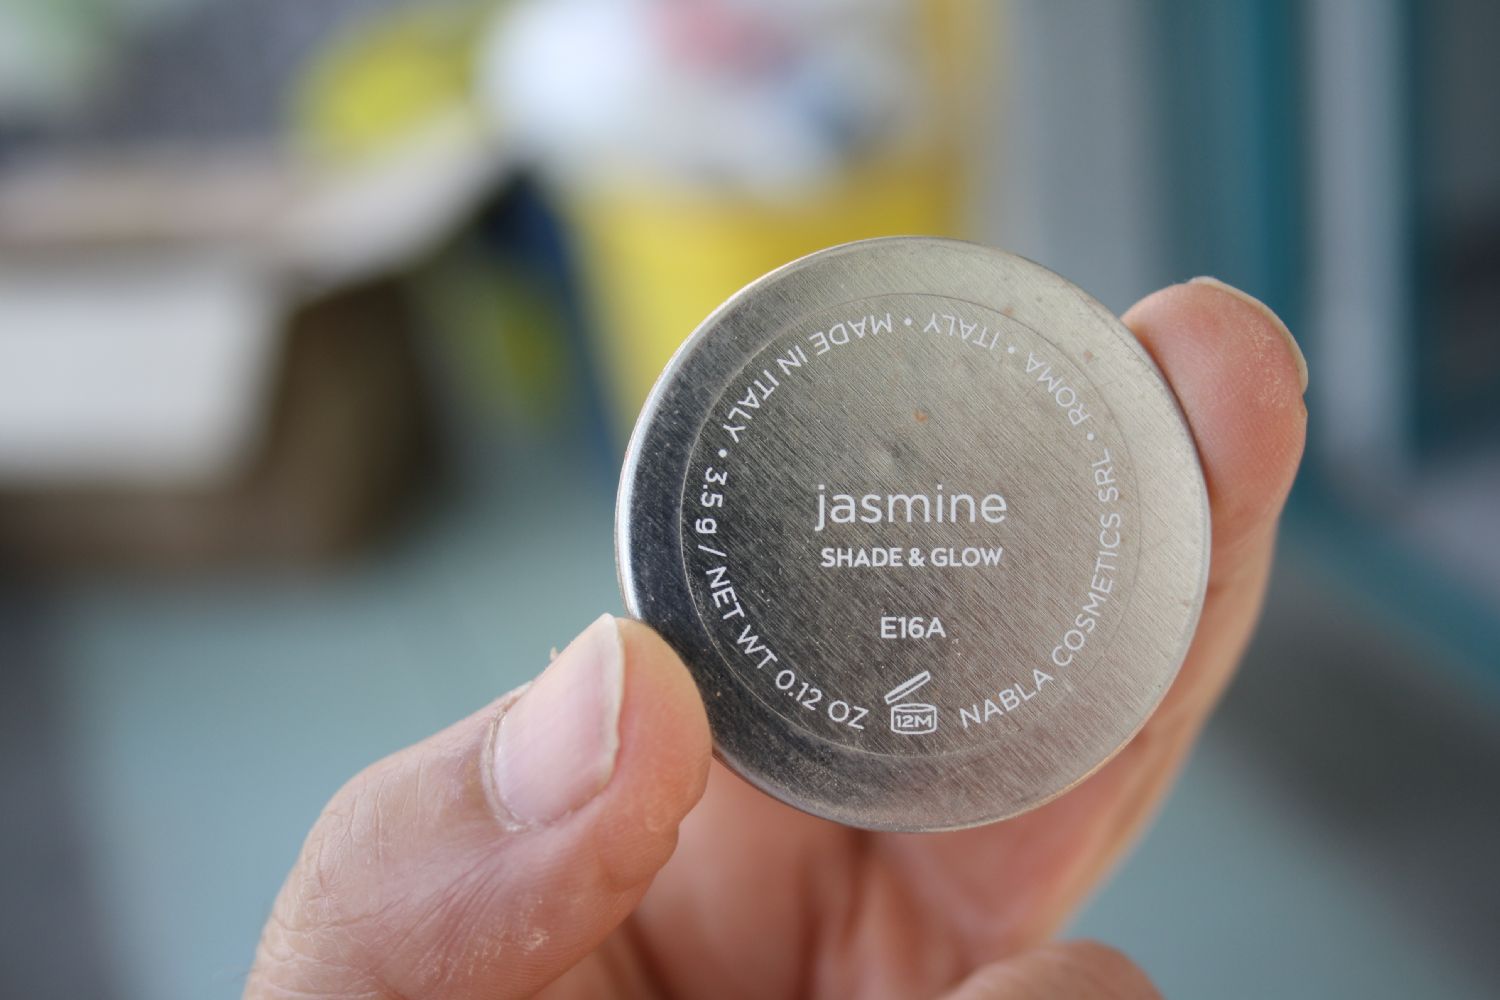 jasmine
SHADE & GLOW
E16A
12M
NABLA COSMETICS SRL • ROMA • ITALY • MADE IN ITALY • 3.5 g / NET WT 0.12 OZ